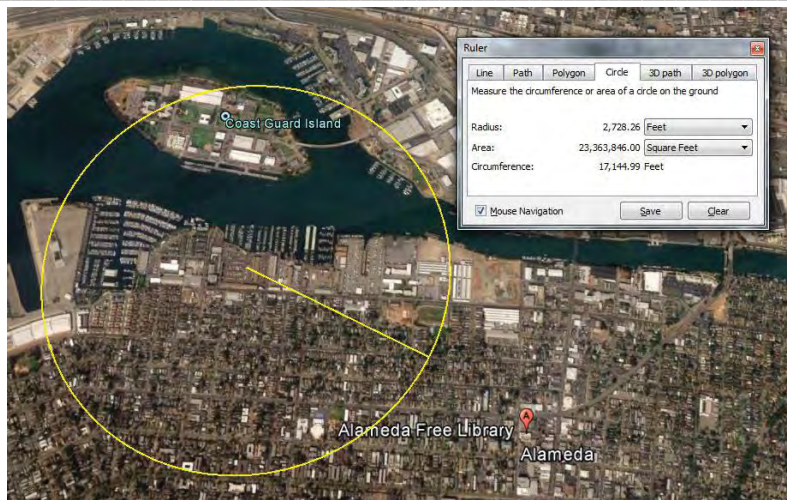 Ruler
Line Path Polygon Circle 3D path 3D polygon
Measure the circumference or area of a circle on the ground
Radius: 2,728.26 Feet
Area: 23,363,846.00 Square Feet
Circumference: 17,144.99 Feet
Mouse Navigation Save Clear
Coast Guard Island
A
Alameda Free Library
Alameda